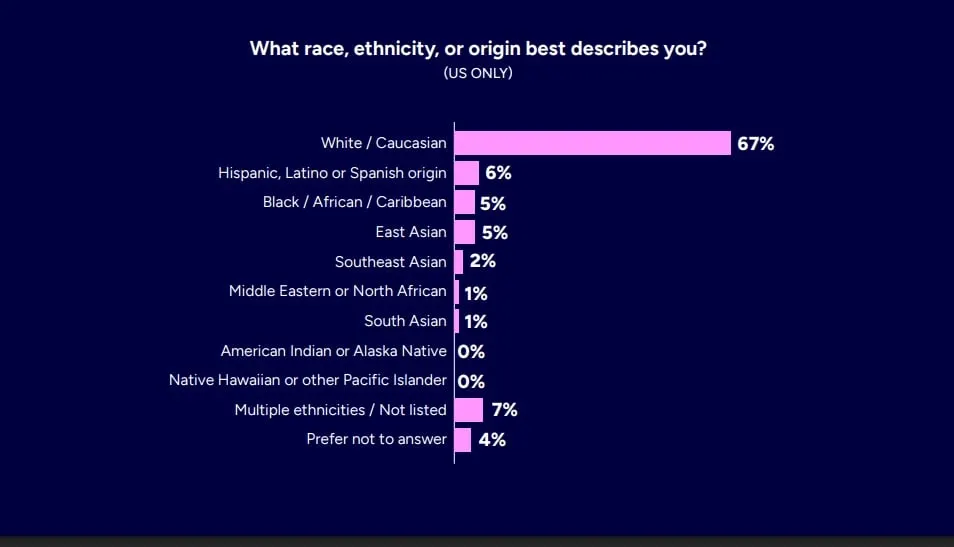 What race, ethnicity, or origin best describes you?
(US ONLY)
White / Caucasian 67%
Hispanic, Latino or Spanish origin 6%
Black / African / Caribbean 5%
East Asian 5%
Southeast Asian 2%
Middle Eastern or North African 1%
South Asian 1%
American Indian or Alaska Native 0%
Native Hawaiian or other Pacific Islander 0%
Multiple ethnicities / Not listed 7%
Prefer not to answer 4%